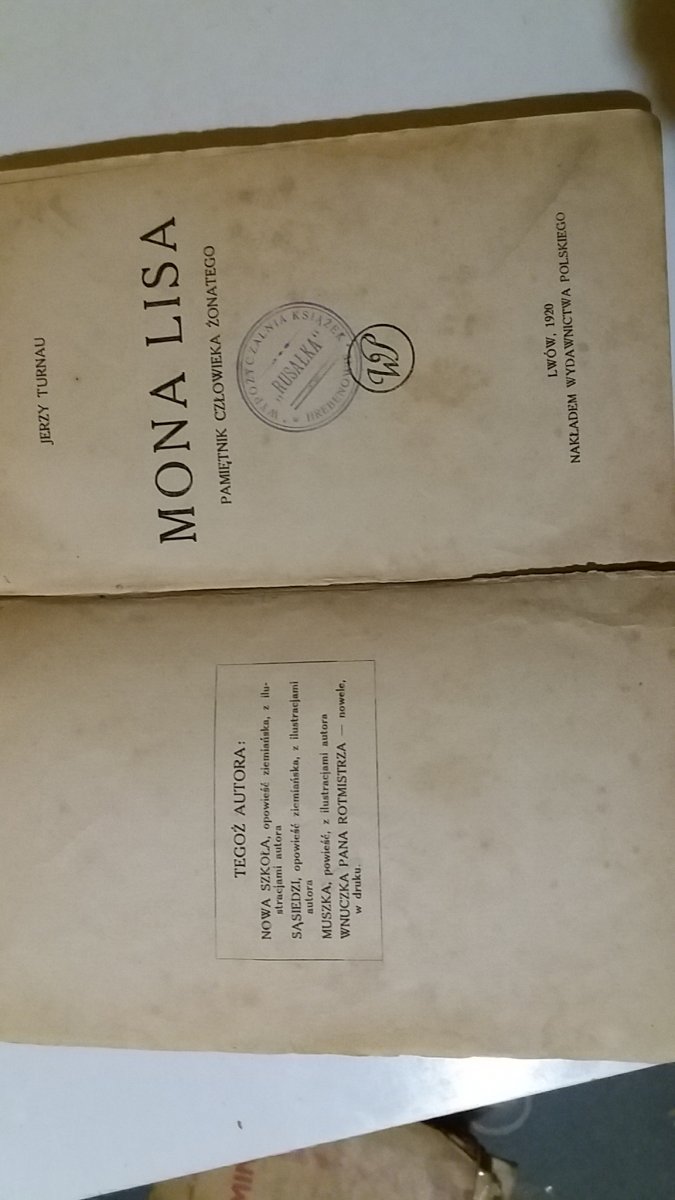 TEGOŻ AUTORA:
NOWA SZKOŁA, opowieść ziemiańska, z ilu-
stracjami autora
SĄSIEDZI, opowieść ziemiańska, z ilustracjami
autora
MUSZKA, powieść, z ilustracjami autora
WNUCZKA PANA ROTMISTRZA — nowele,
w druku.
JERZY TURNAU
MONA LISA
PAMIĘTNIK CZŁOWIEKA ŻONATEGO
WYPOŻYCZALNIA KSIĄŻEK
„RUSAŁKA”
WP
LWÓW, 1920
NAKŁADEM WYDAWNICTWA POLSKIEGO